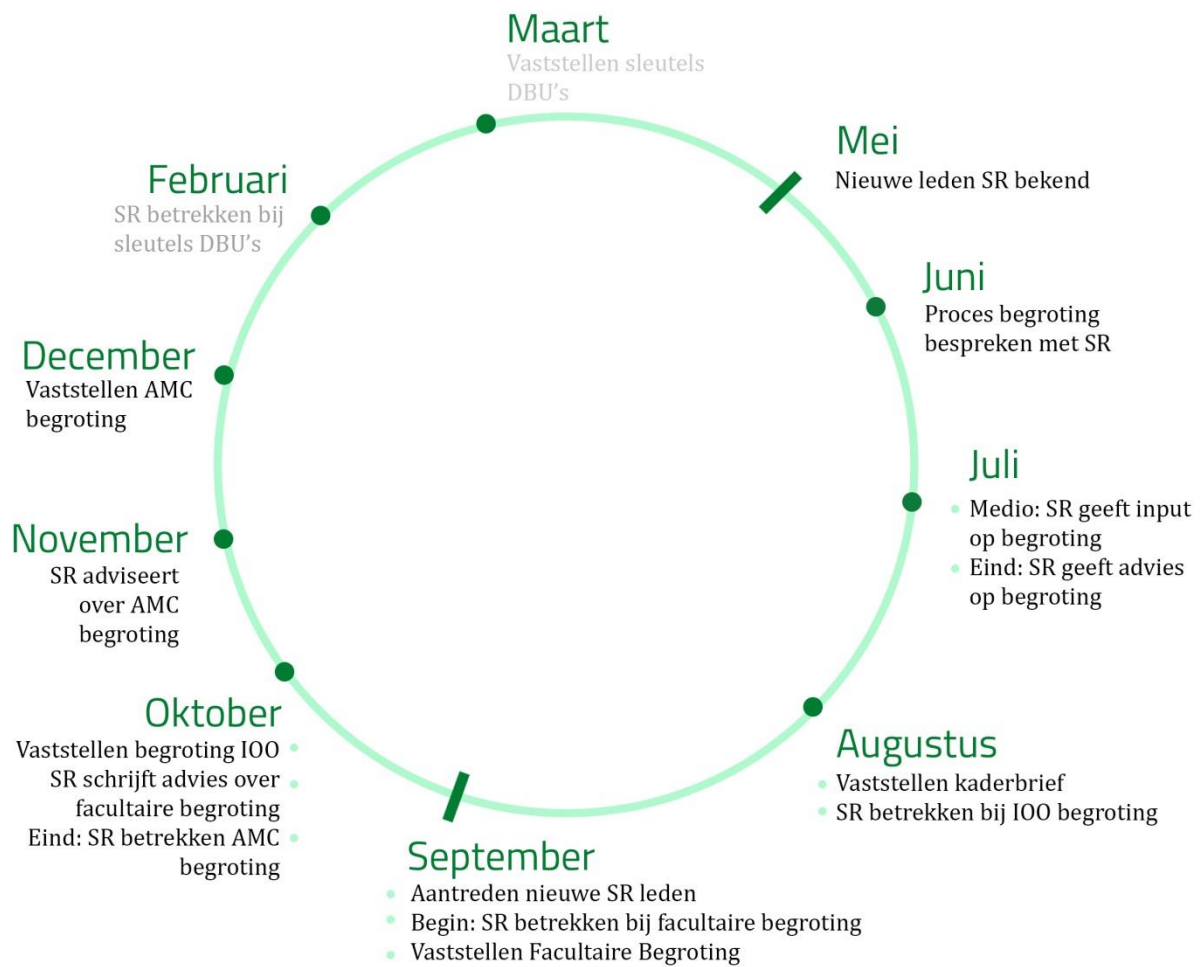 Maart
Vaststellen sleutels
DBU's
Mei
Nieuwe leden SR bekend
Juni
Proces begroting
bespreken met SR
Juli
Medio: SR geeft input
op begroting
Eind: SR geeft advies
op begroting
Augustus
Vaststellen kaderbrief
SR betrekken bij IOO begroting
September
Aantreden nieuwe SR leden
Begin: SR betrekken bij facultaire begroting
Vaststellen Facultaire Begroting
Oktober
Vaststellen begroting IOO
SR schrijft advies over
facultaire begroting
Eind: SR betrekken AMC
begroting
November
SR adviseert
over AMC
begroting
December
Vaststellen AMC
begroting
Februari
SR betrekken bij
sleutels DBU's